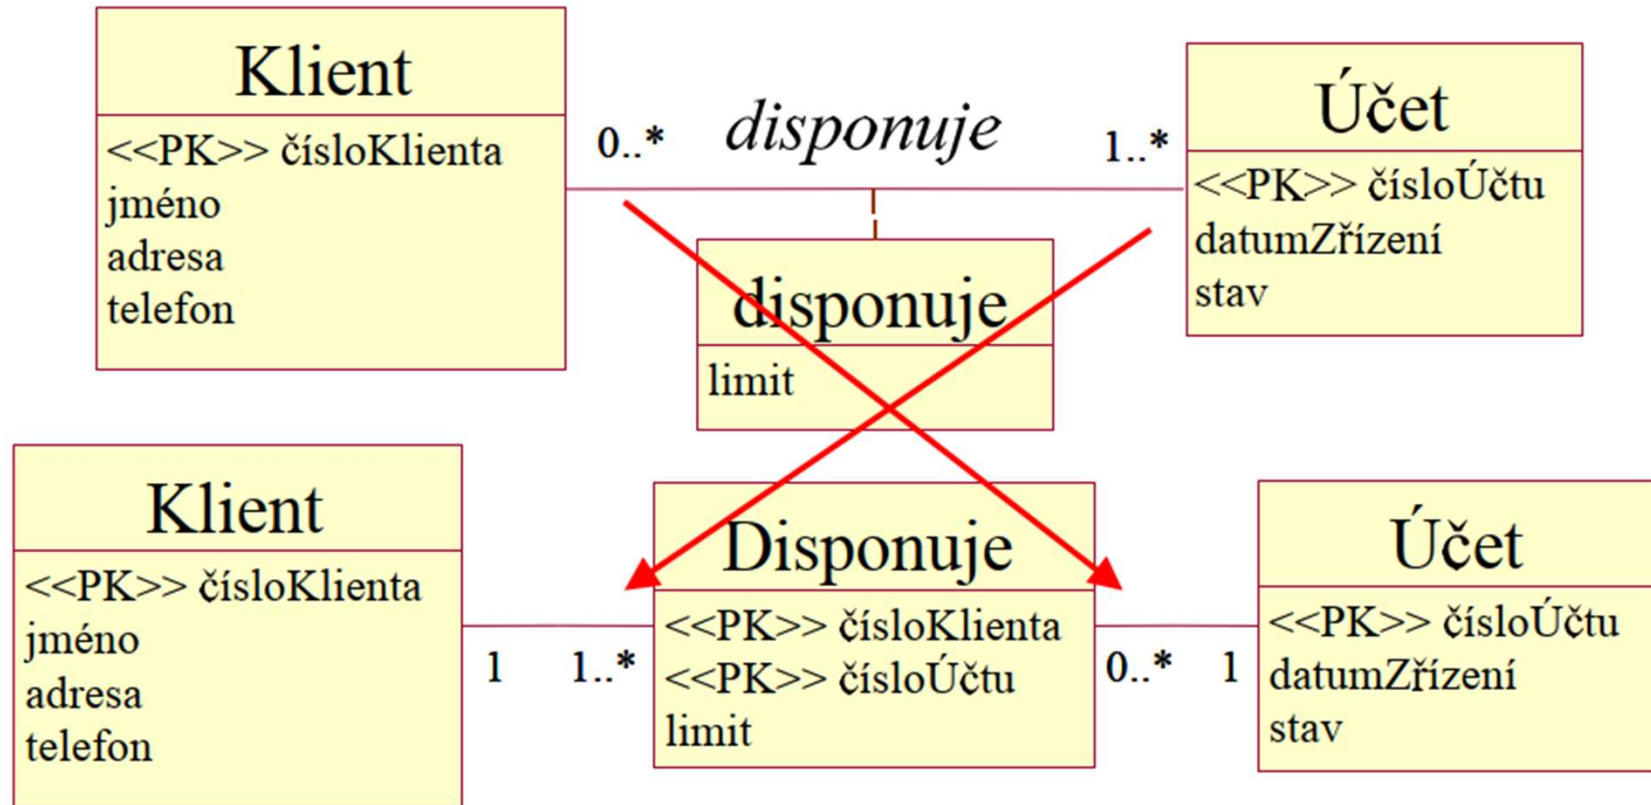 Klient
<<PK>> čísloKlienta
jméno
adresa
telefon
0..*
disponuje
1..*
Účet
<<PK>> čísloÚčtu
datumZřízení
stav
disponuje
limit
Klient
<<PK>> čísloKlienta
jméno
adresa
telefon
1
1..*
Disponuje
<<PK>> čísloKlienta
<<PK>> čísloÚčtu
limit
0..*
1
Účet
<<PK>> čísloÚčtu
datumZřízení
stav